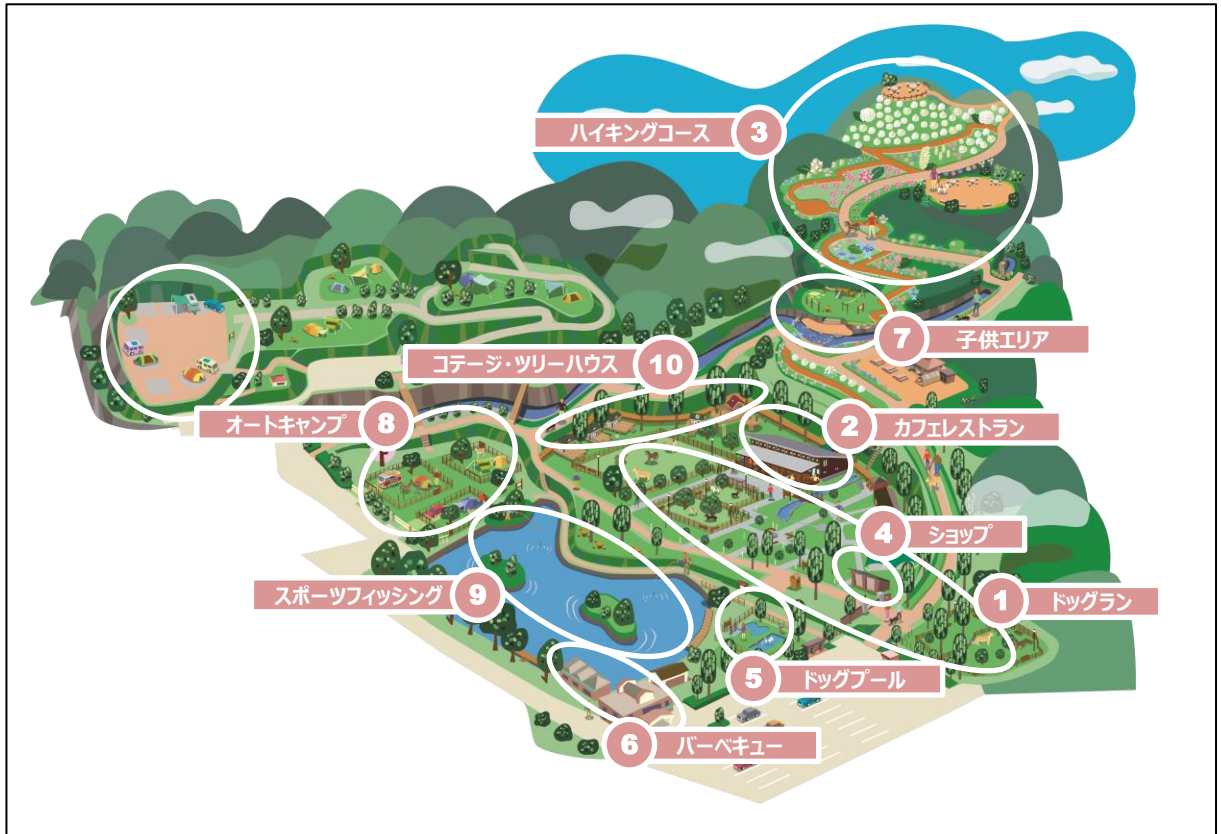 ハイキングコース 3
7 子供エリア
コテージ・ツリーハウス 10
オートキャンプ 8
2 カフェレストラン
4 ショップ
スポーツフィッシング 9
1 ドッグラン
5 ドッグプール
6 バーベキュー